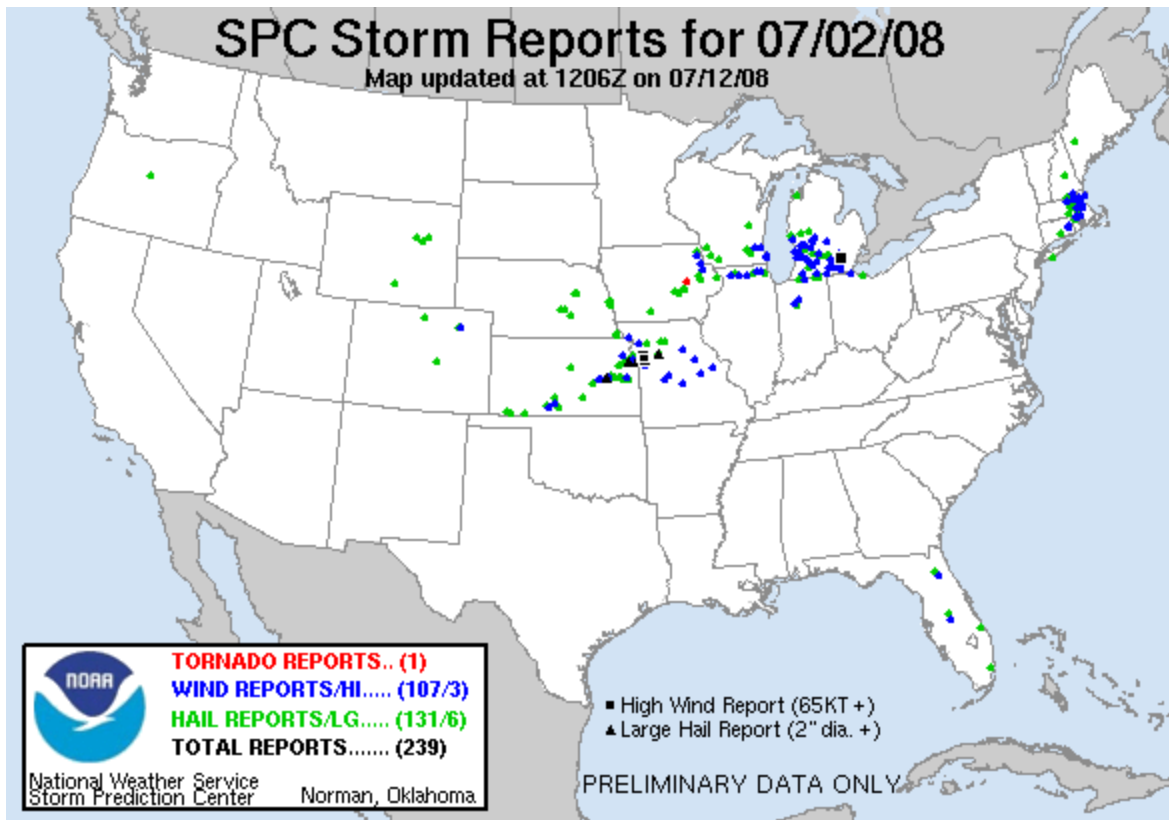 SPC Storm Reports for 07/02/08
Map updated at 1206Z on 07/12/08
NOAA
TORNADO REPORTS.. (1)
WIND REPORTS/HI..... (107/3)
HAIL REPORTS/LG..... (131/6)
TOTAL REPORTS....... (239)
National Weather Service
Storm Prediction Center Norman, Oklahoma
High Wind Report (65KT +)
Large Hail Report (2" dia. +)
PRELIMINARY DATA ONLY